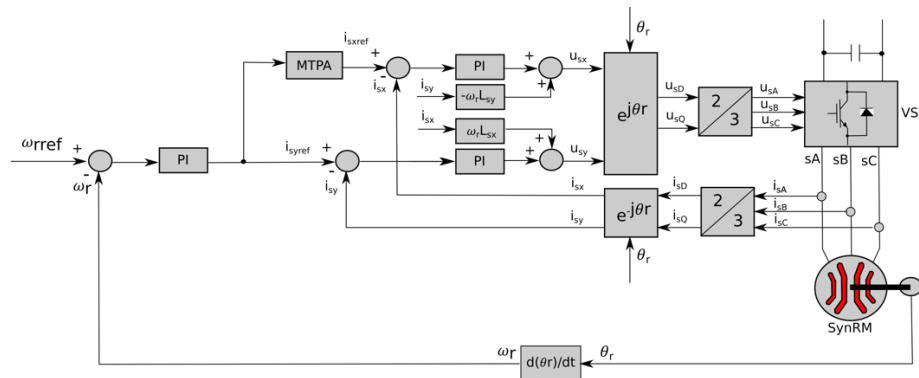 θr
isxref
+
-
isx
MTPA
PI
+
+
usx
isy
-ωrLsy
isx
ωrLsx
+
+
usy
PI
e^jθr
usD
usQ
2
3
usA
usB
usC
VS
sA sB sC
ωrref
+
-
ωr
PI
isyref
+
-
isy
isx
isy
e^-jθr
isD
isQ
2
3
isA
isB
isC
θr
SynRM
ωr
d(θr)/dt
θr